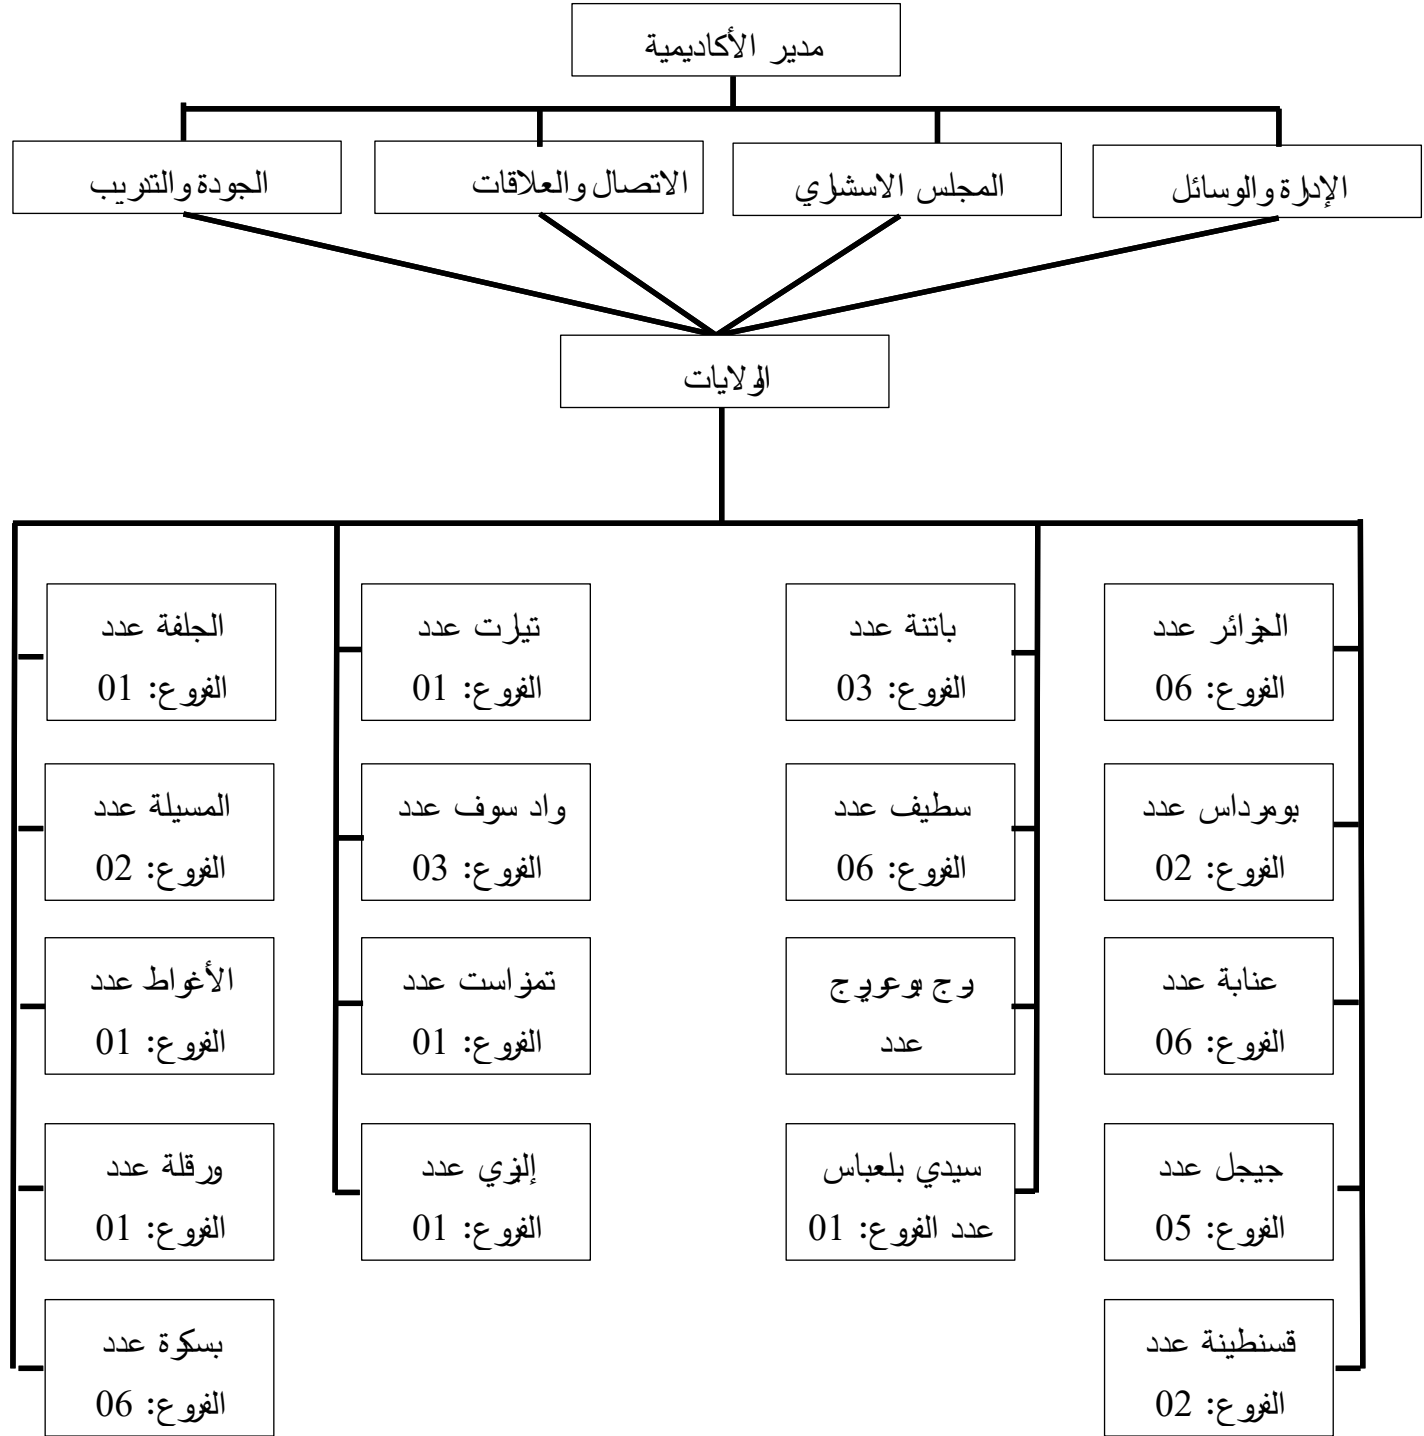 مدير الأكاديمية
الإدارة والوسائل
المجلس الاسشاري
الاتصال والعلاقات
الجودة والتدريب
الولايات
الجزائر عدد
الفروع: 06
بومرداس عدد
الفروع: 02
عنابة عدد
الفروع: 06
جيجل عدد
الفروع: 05
قسنطينة عدد
الفروع: 02
باتنة عدد
الفروع: 03
سطيف عدد
الفروع: 06
برج بوعريريج
عدد
سيدي بلعباس
عدد الفروع: 01
تيارت عدد
الفروع: 01
واد سوف عدد
الفروع: 03
تمنراست عدد
الفروع: 01
إليزي عدد
الفروع: 01
الجلفة عدد
الفروع: 01
المسيلة عدد
الفروع: 02
الأغواط عدد
الفروع: 01
ورقلة عدد
الفروع: 01
بسكرة عدد
الفروع: 06